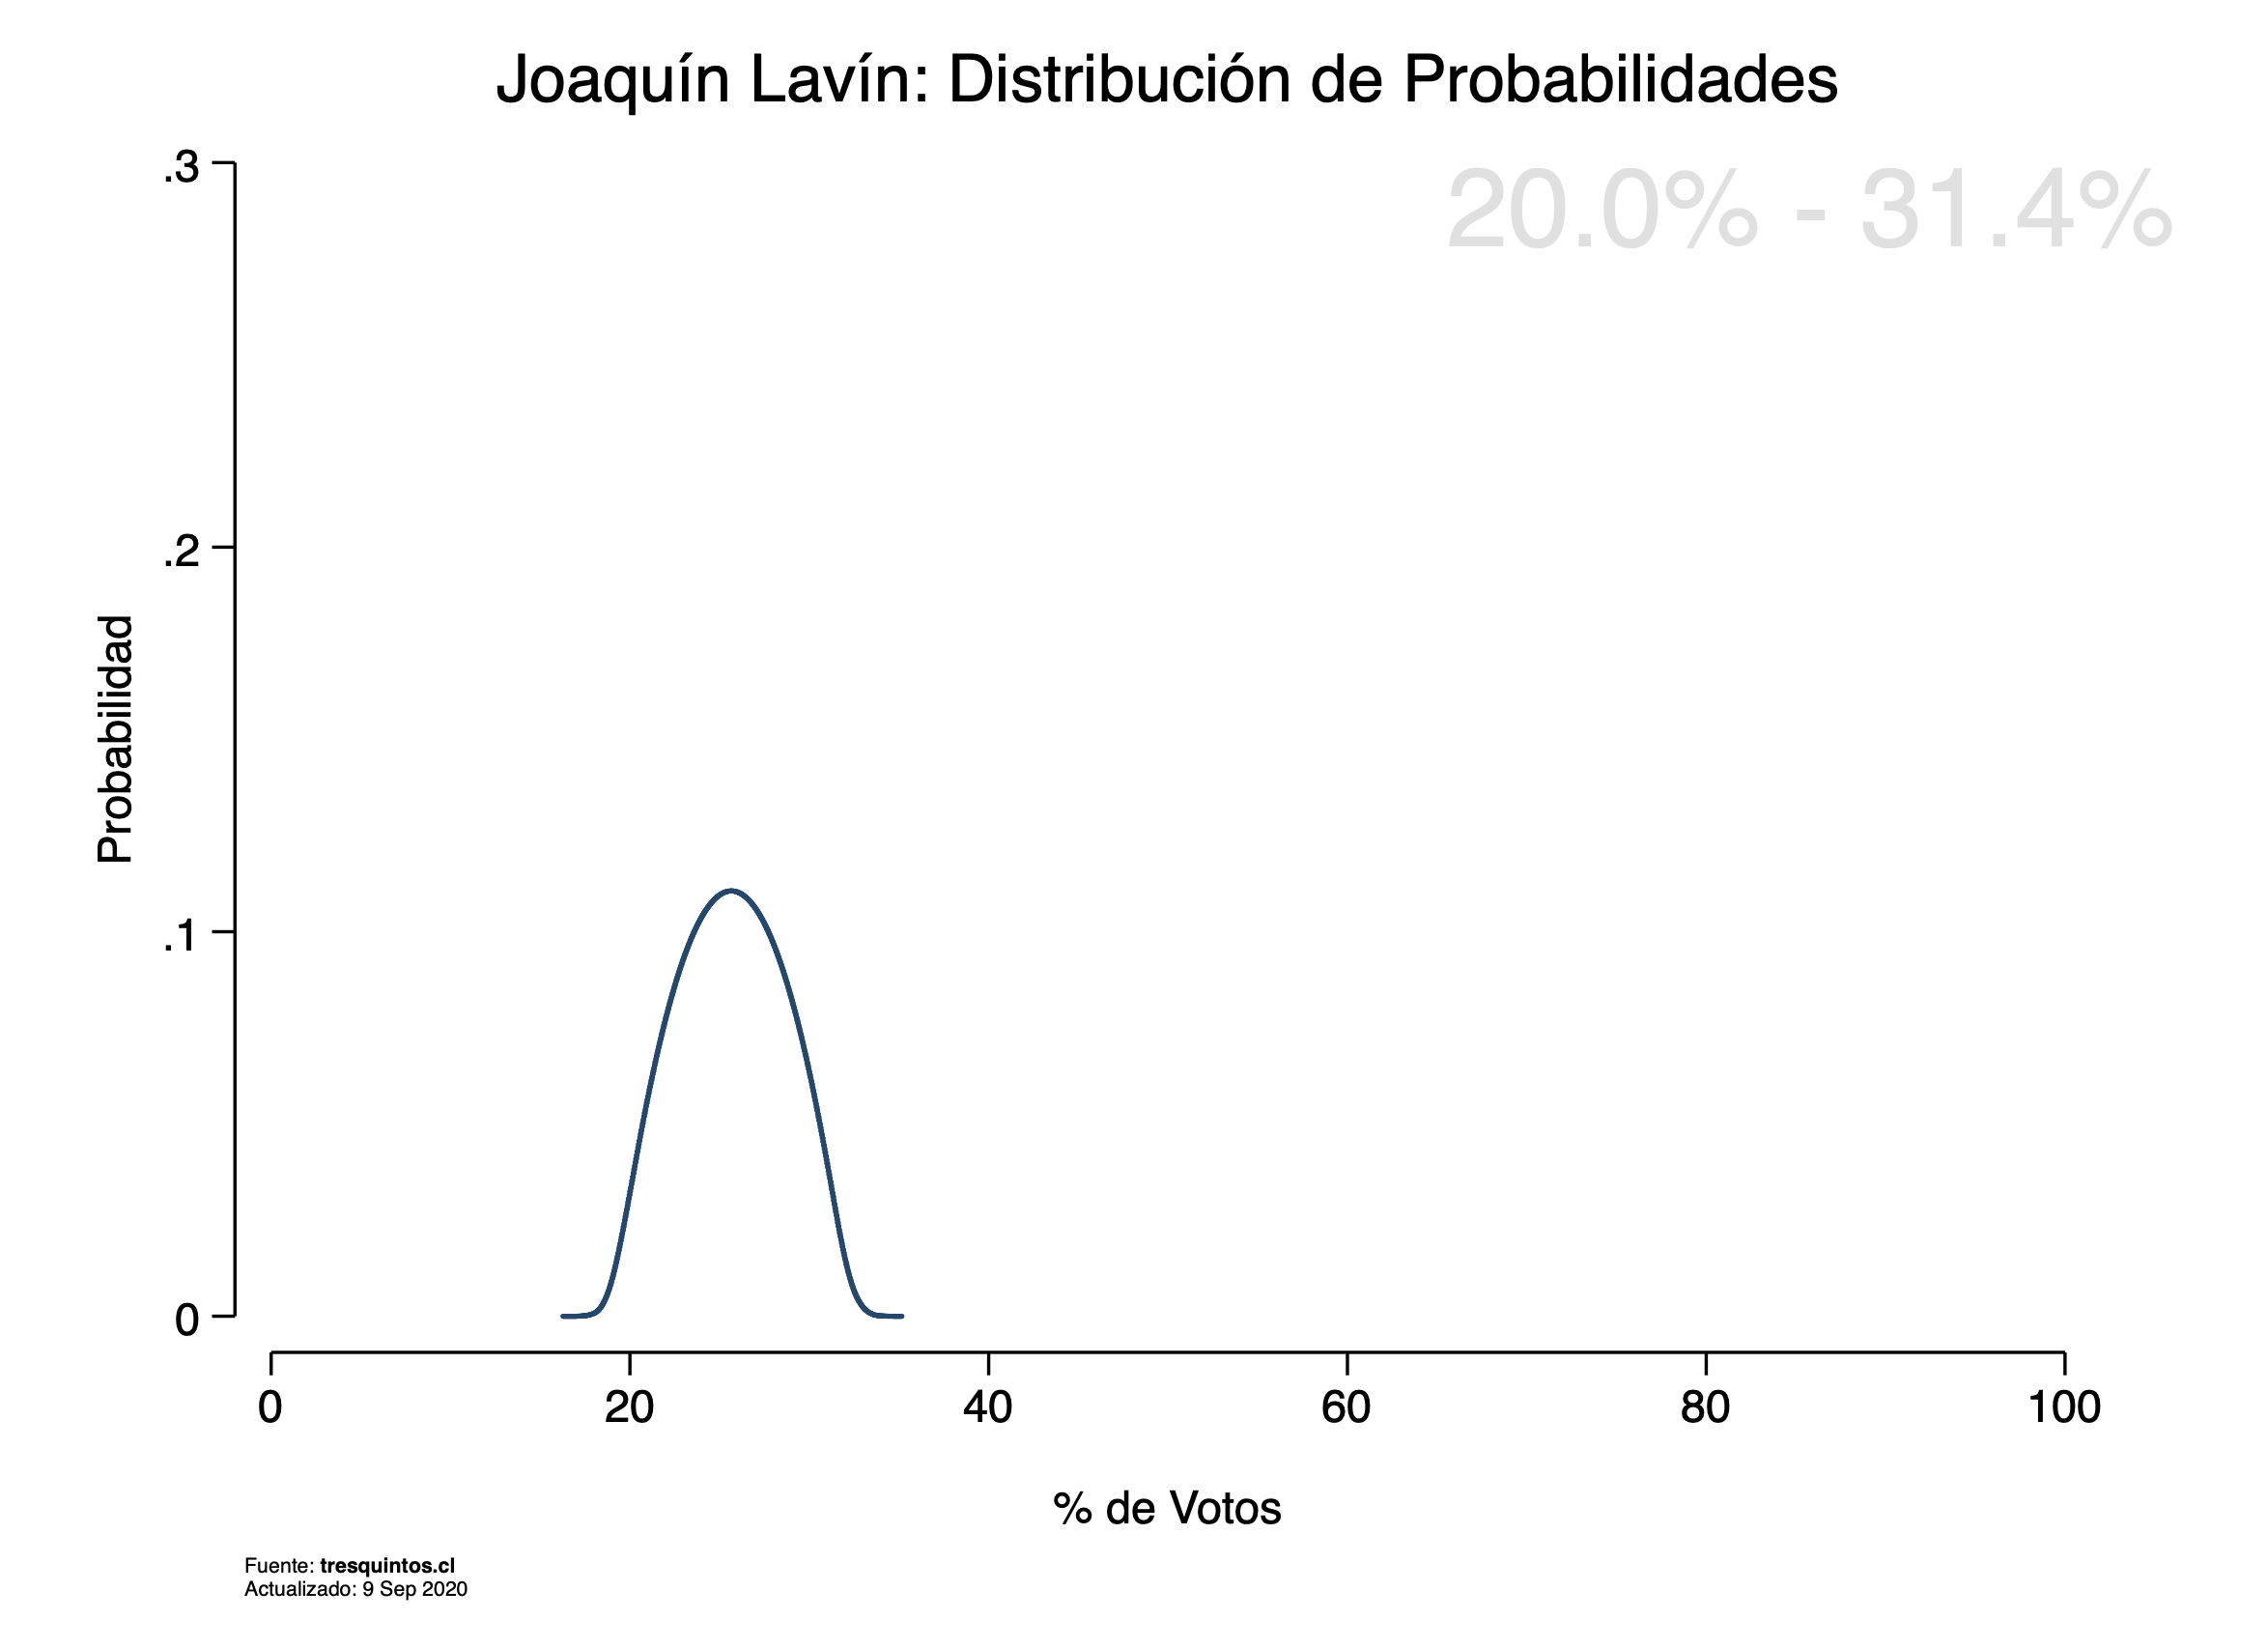 Joaquín Lavín: Distribución de Probabilidades
20.0% - 31.4%
.3
.2
.1
0
Probabilidad
0 20 40 60 80 100
% de Votos
Fuente: tresquintos.cl
Actualizado: 9 Sep 2020